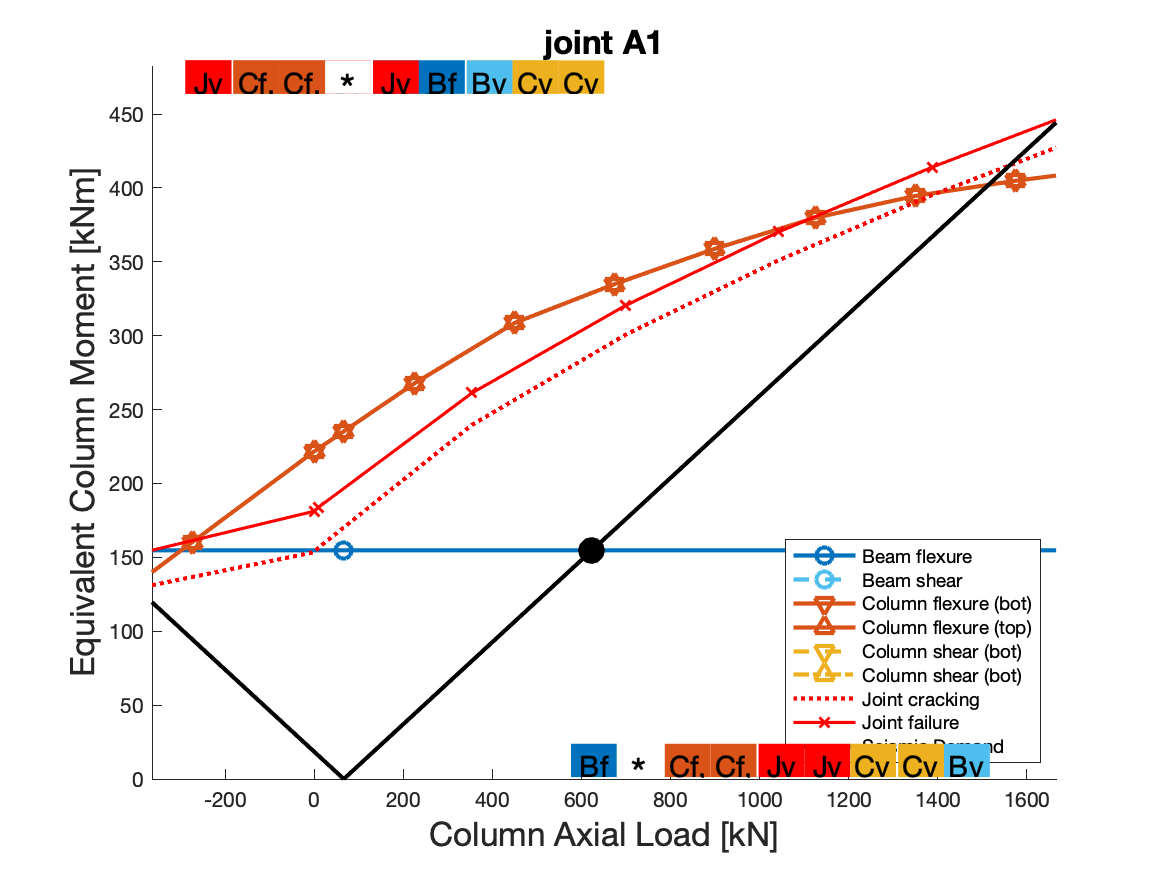 joint A1
Jv Cf, Cf, * Jv Bf Bv Cv Cv
Equivalent Column Moment [kNm]
450
400
350
300
250
200
150
100
50
0
Beam flexure
Beam shear
Column flexure (bot)
Column flexure (top)
Column shear (bot)
Column shear (bot)
Joint cracking
Joint failure
Seismic Demand
Bf * Cf, Cf, Jv Jv Cv Cv Bv
-200 0 200 400 600 800 1000 1200 1400 1600
Column Axial Load [kN]